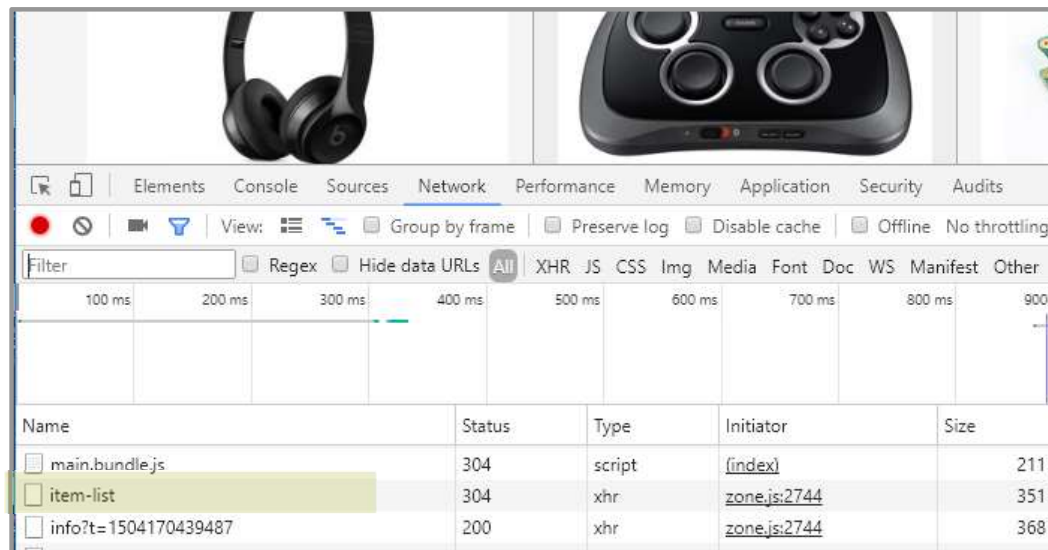 Elements Console Sources Network Performance Memory Application Security Audits
View: Group by frame Preserve log Disable cache Offline No throttling
Filter Regex Hide data URLs All XHR JS CSS Img Media Font Doc WS Manifest Other
100 ms 200 ms 300 ms 400 ms 500 ms 600 ms 700 ms 800 ms 900
Name Status Type Initiator Size
main.bundle.js 304 script (index) 211
item-list 304 xhr zone.js:2744 351
info?t=1504170439487 200 xhr zone.js:2744 368